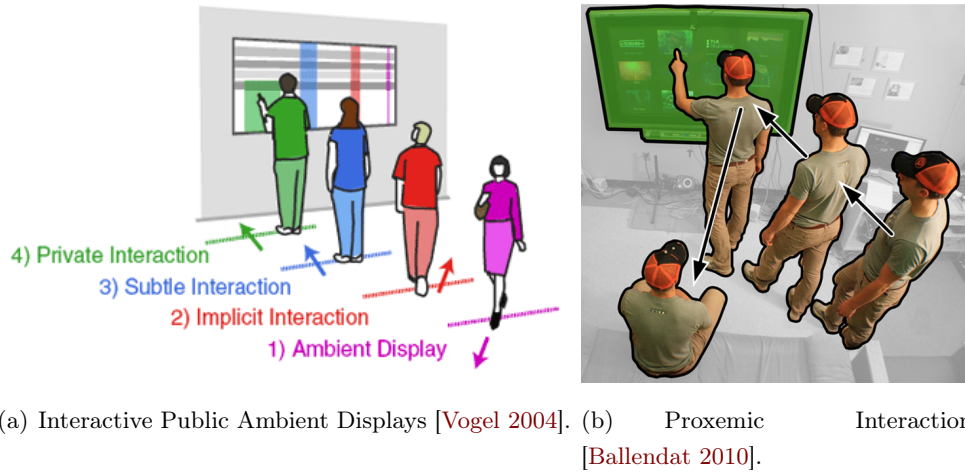 4) Private Interaction
3) Subtle Interaction
2) Implicit Interaction
1) Ambient Display
a) Interactive Public Ambient Displays [Vogel 2004].
(b) Proxemic Interaction
[Ballendat 2010].